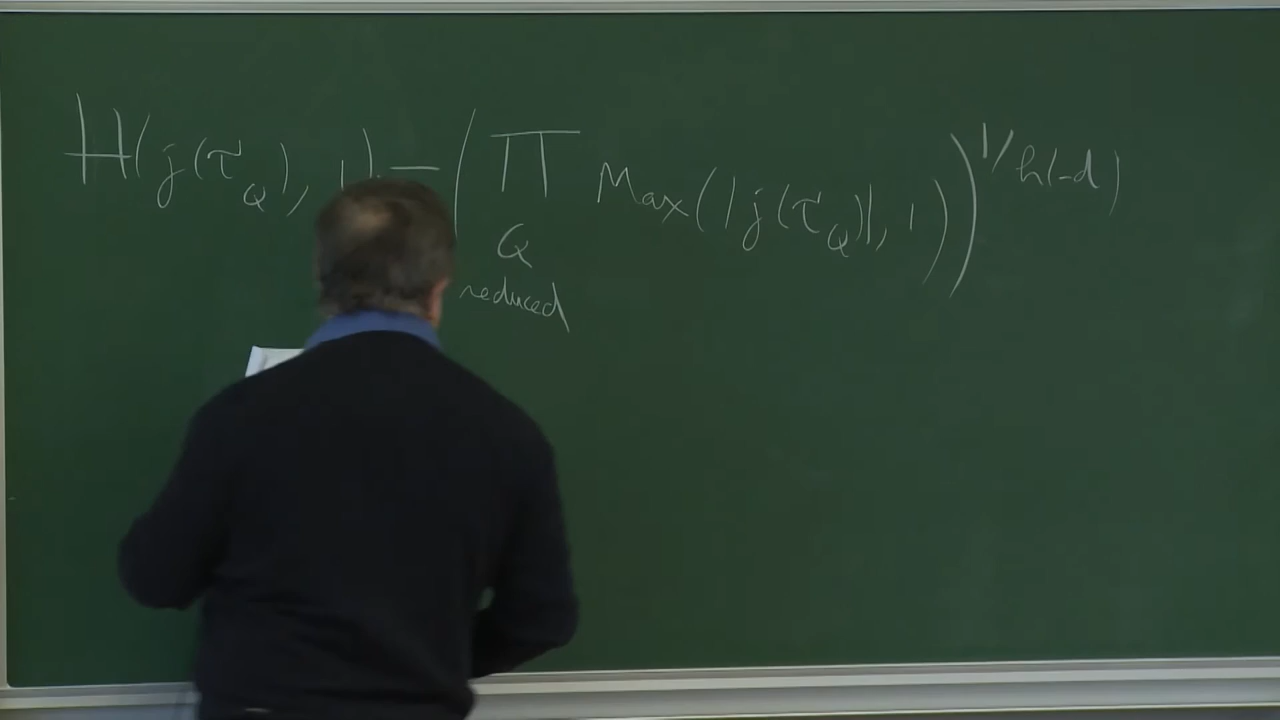 H(j(τ_Q), 1) = (∏ Max(|j(τ_Q)|, 1))^{1/h(-d)}
Q
reduced